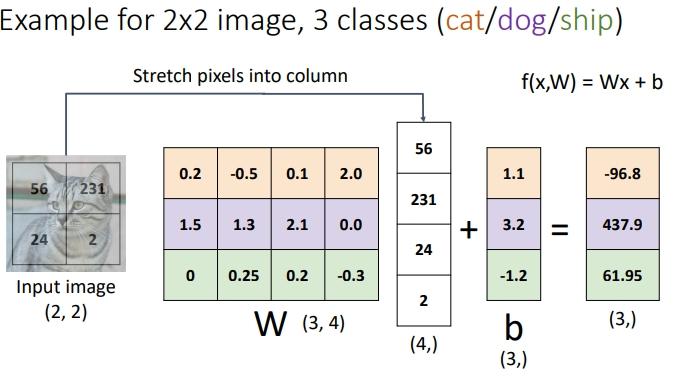 Example for 2x2 image, 3 classes (cat/dog/ship)
Stretch pixels into column
f(x,W) = Wx + b
56 231
24 2
Input image
(2, 2)
0.2 -0.5 0.1 2.0
1.5 1.3 2.1 0.0
0 0.25 0.2 -0.3
W (3, 4)
56
231
24
2
(4,)
+
1.1
3.2
-1.2
b
(3,)
=
-96.8
437.9
61.95
(3,)